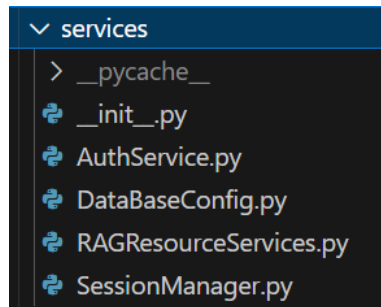 services
__pycache__
__init__.py
AuthService.py
DataBaseConfig.py
RAGResourceServices.py
SessionManager.py